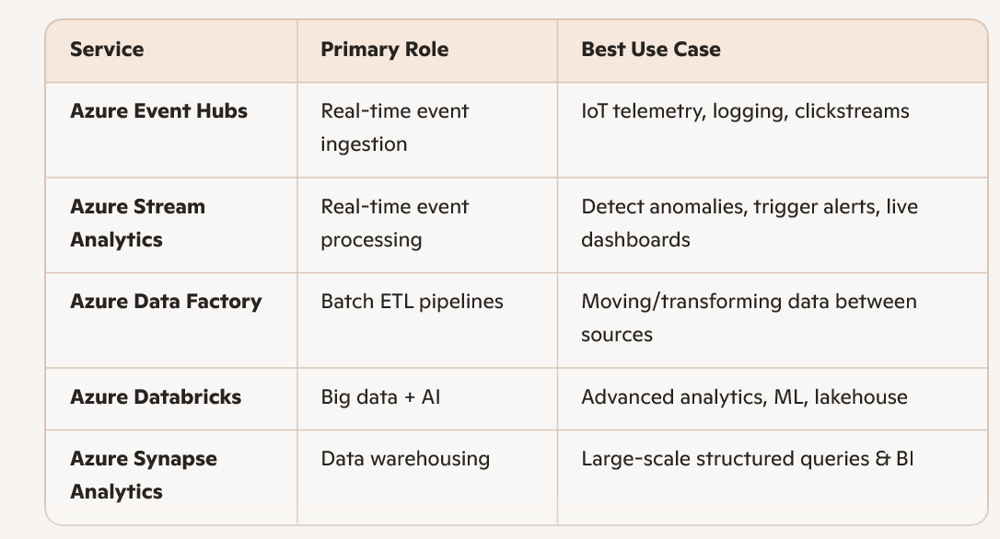 Service Primary Role Best Use Case
Azure Event Hubs Real-time event IoT telemetry, logging, clickstreams
ingestion
Azure Stream Real-time event Detect anomalies, trigger alerts, live
Analytics processing dashboards
Azure Data Factory Batch ETL pipelines Moving/transforming data between
sources
Azure Databricks Big data + AI Advanced analytics, ML, lakehouse
Azure Synapse Data warehousing Large-scale structured queries & BI
Analytics